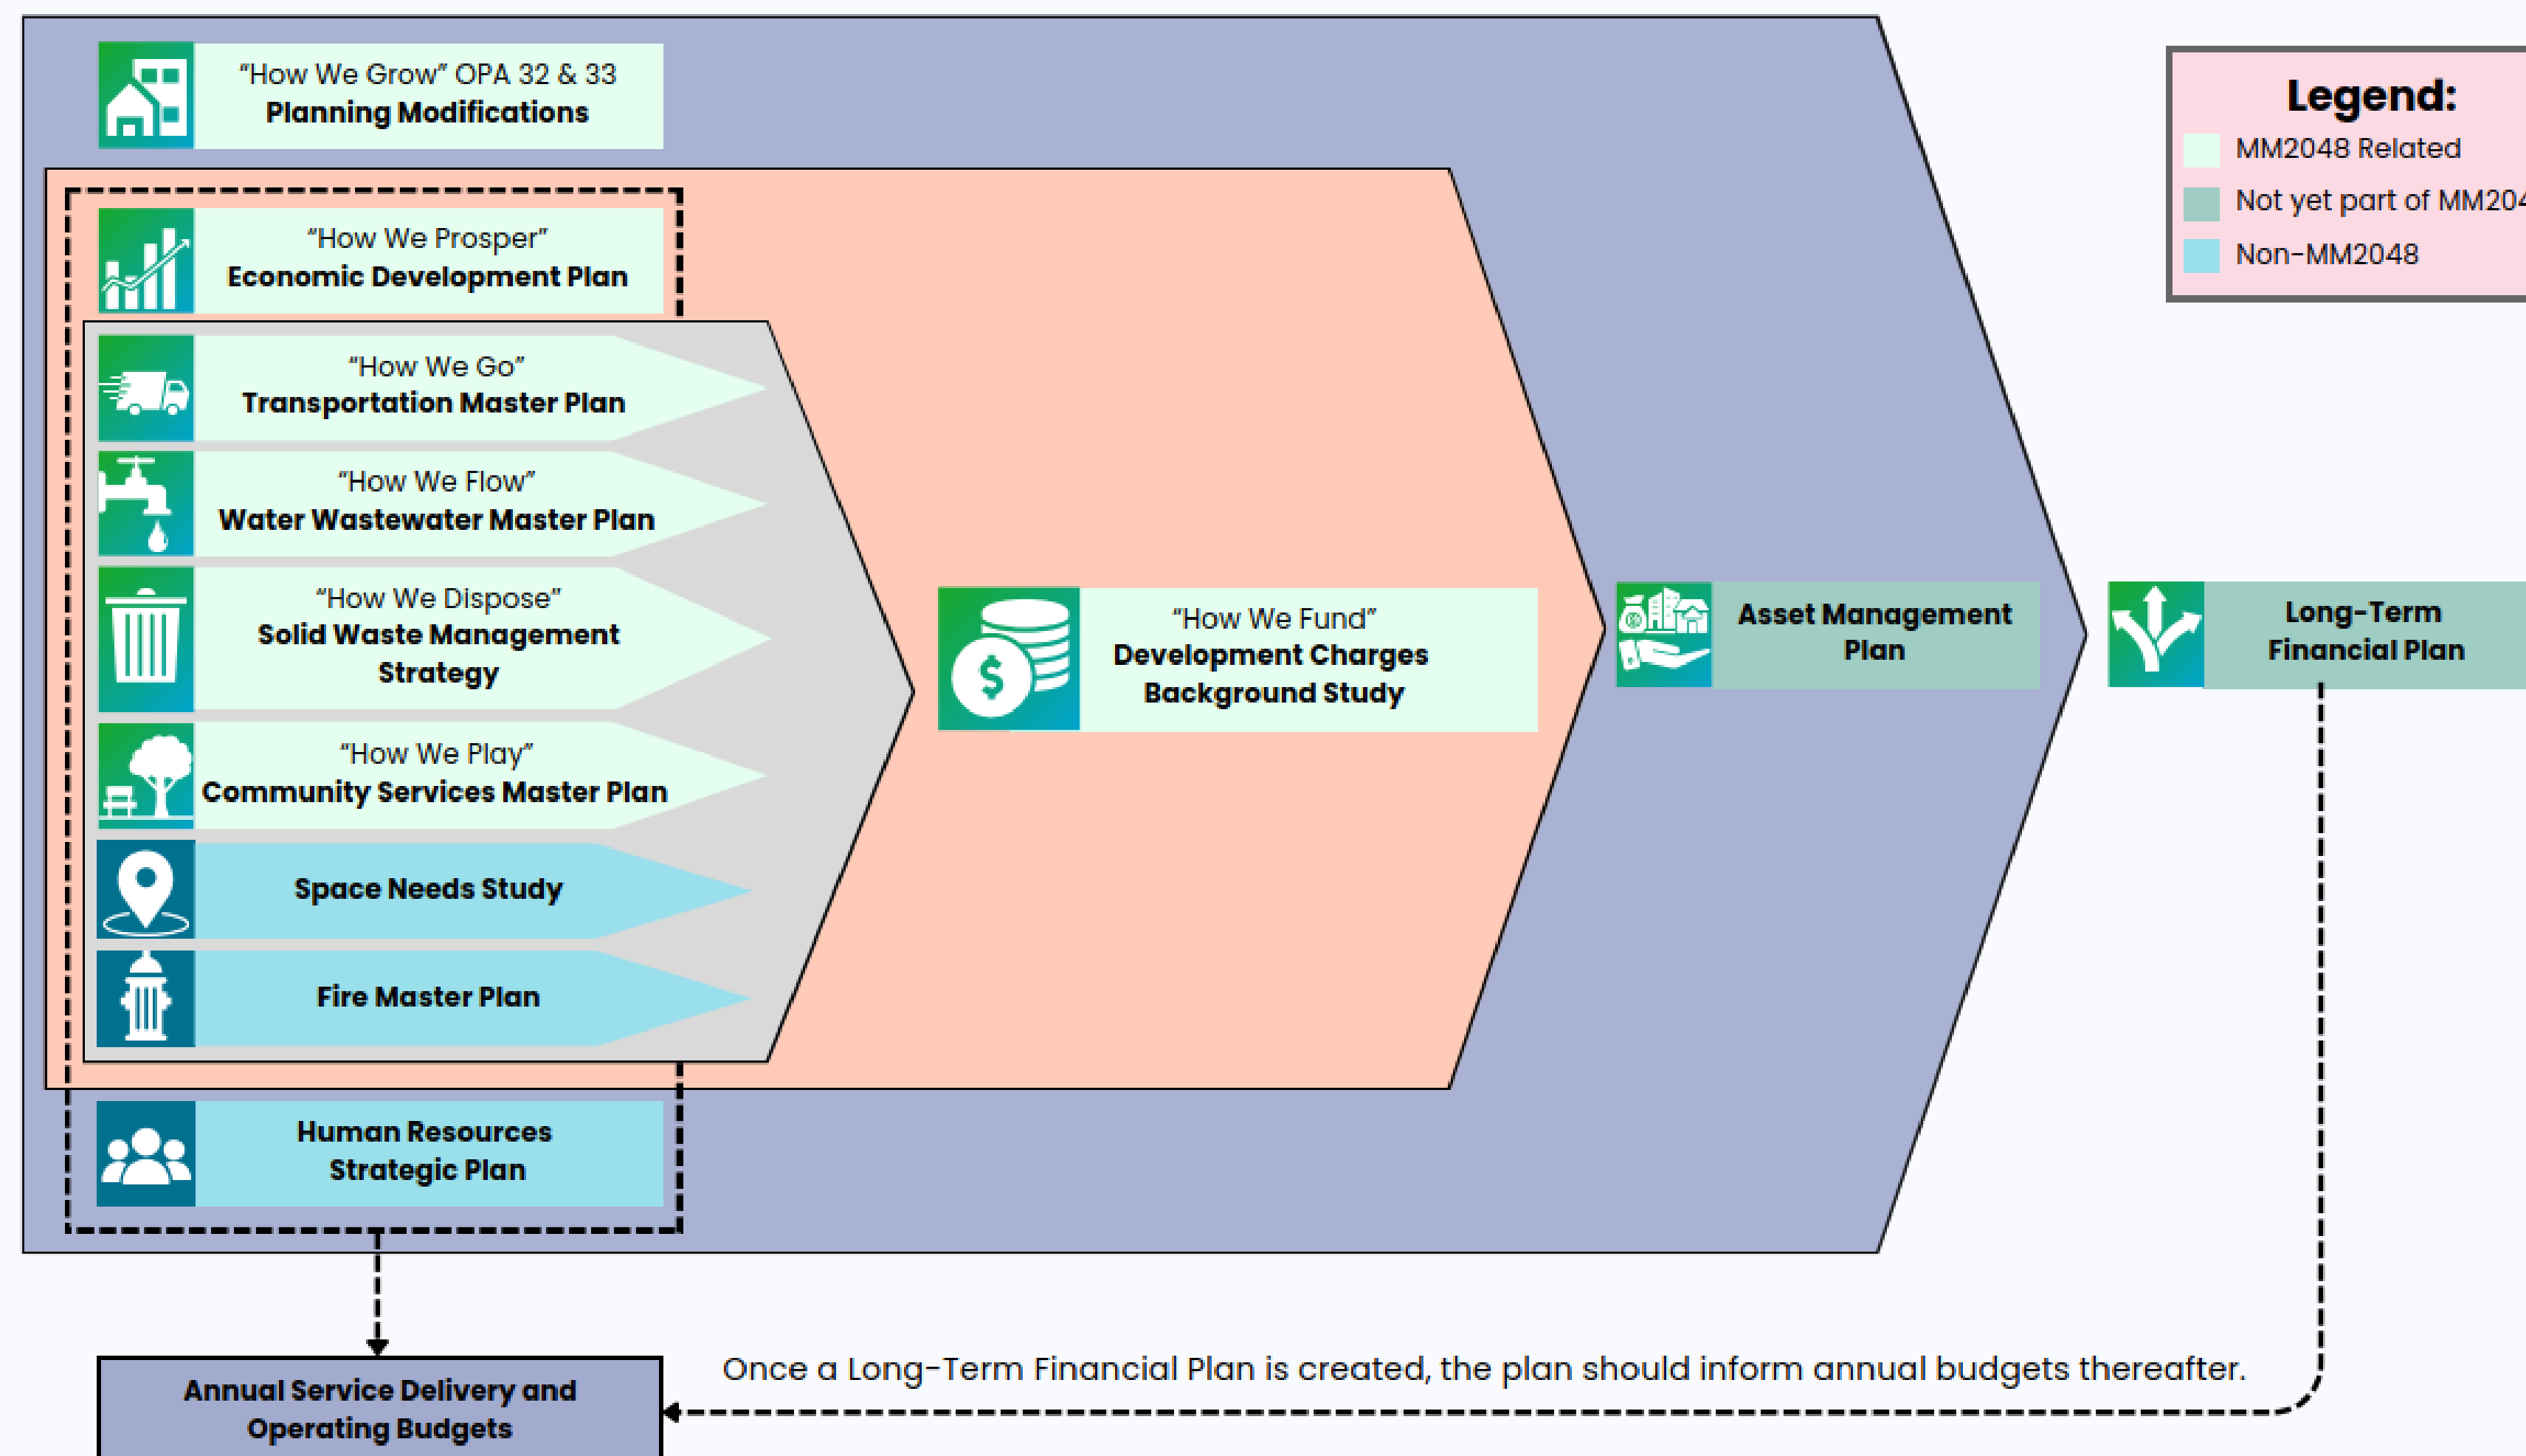 “How We Grow” OPA 32 & 33
Planning Modifications
Legend:
MM2048 Related
Not yet part of MM204
Non-MM2048
“How We Prosper”
Economic Development Plan
“How We Go”
Transportation Master Plan
“How We Flow”
Water Wastewater Master Plan
“How We Dispose”
Solid Waste Management
Strategy
“How We Play”
Community Services Master Plan
Space Needs Study
Fire Master Plan
Human Resources
Strategic Plan
$
“How We Fund”
Development Charges
Background Study
$
Asset Management
Plan
Long-Term
Financial Plan
Once a Long-Term Financial Plan is created, the plan should inform annual budgets thereafter.
Annual Service Delivery and
Operating Budgets